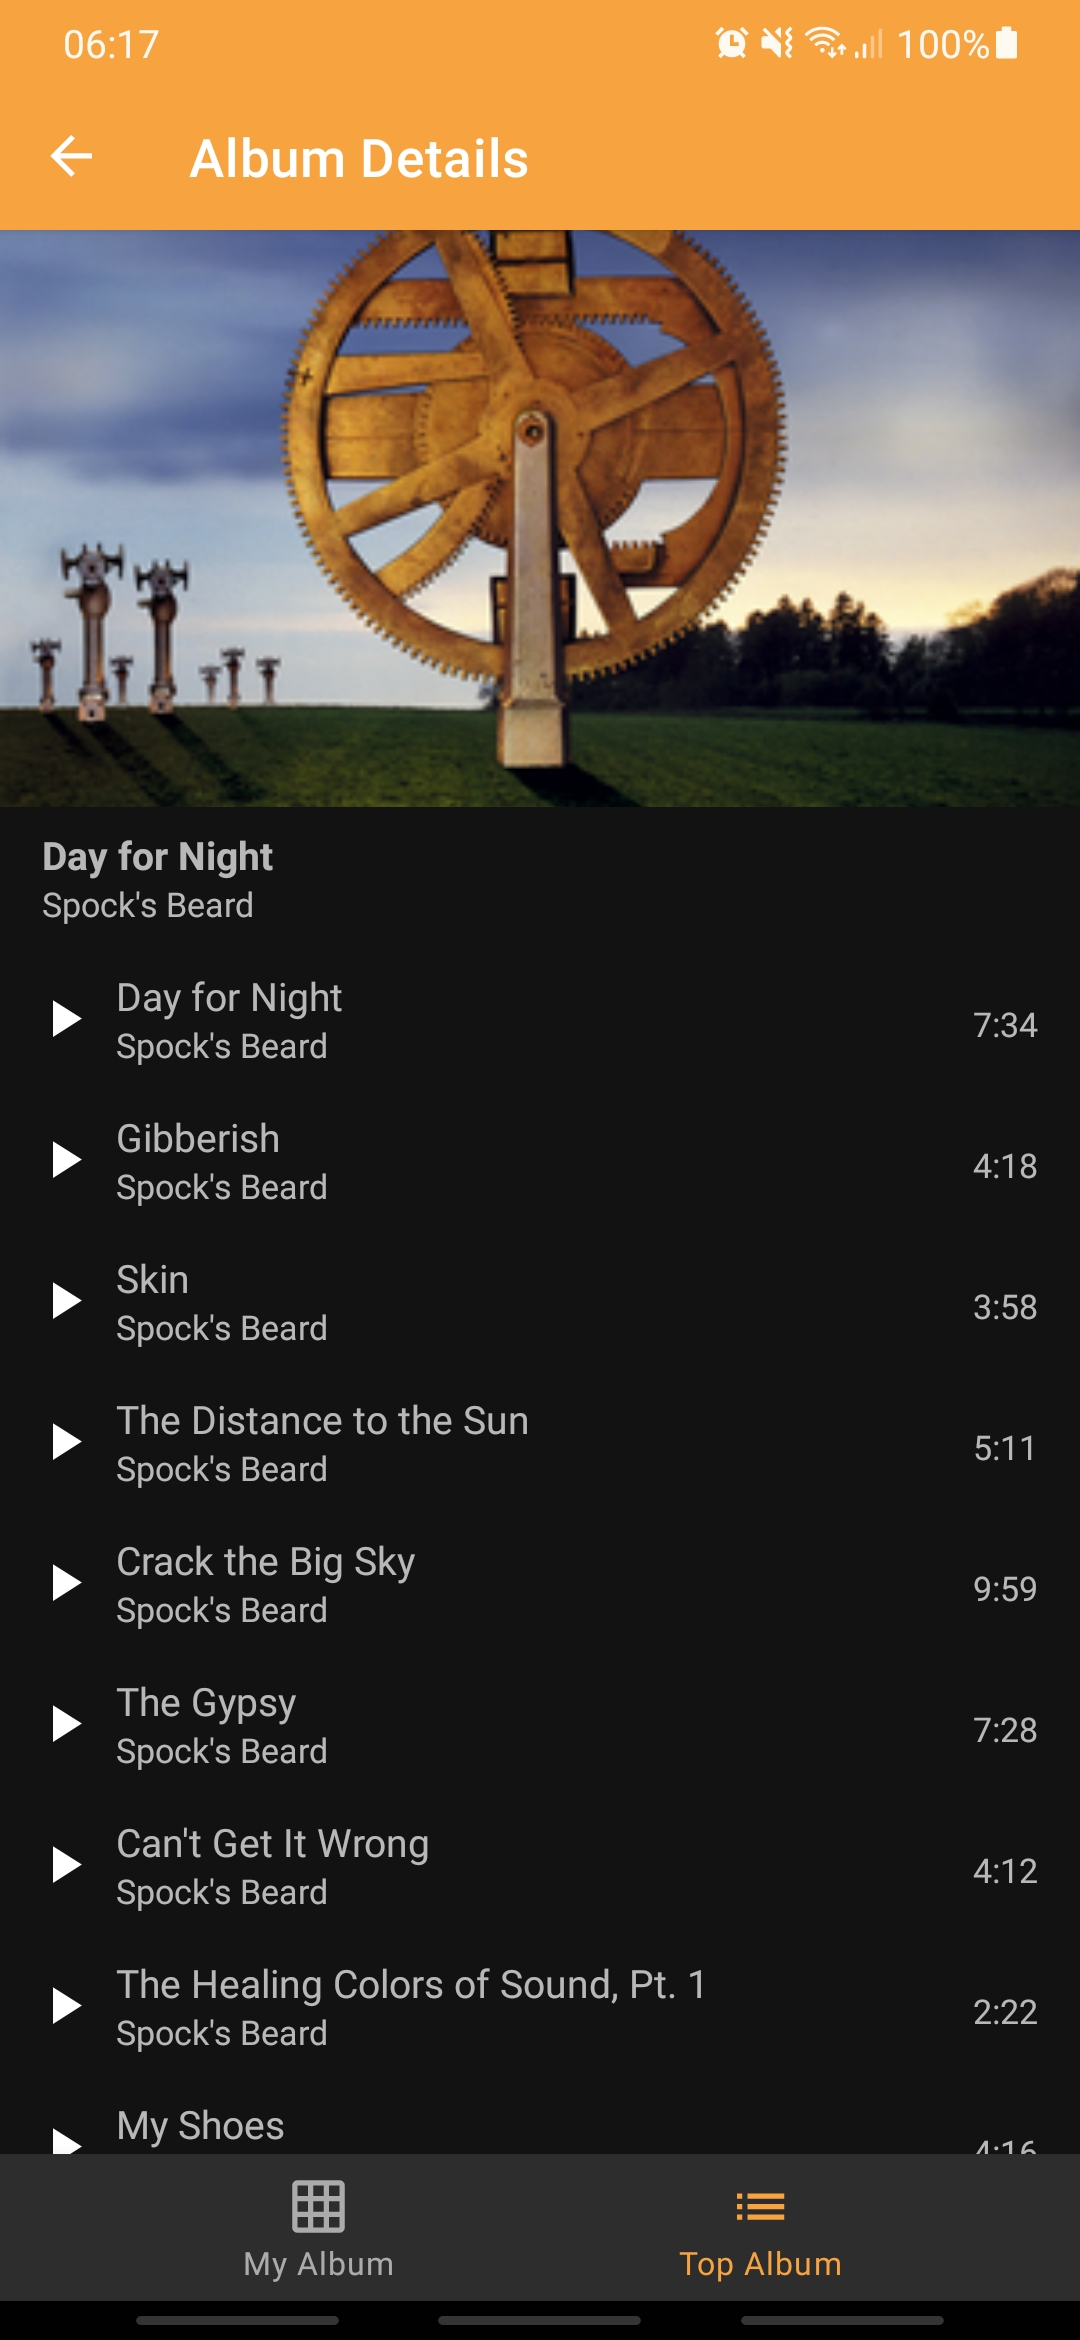 06:17 100%
Album Details
Day for Night
Spock's Beard
Day for Night
Spock's Beard
7:34
Gibberish
Spock's Beard
4:18
Skin
Spock's Beard
3:58
The Distance to the Sun
Spock's Beard
5:11
Crack the Big Sky
Spock's Beard
9:59
The Gypsy
Spock's Beard
7:28
Can't Get It Wrong
Spock's Beard
4:12
The Healing Colors of Sound, Pt. 1
Spock's Beard
2:22
My Shoes
4:16
My Album
Top Album